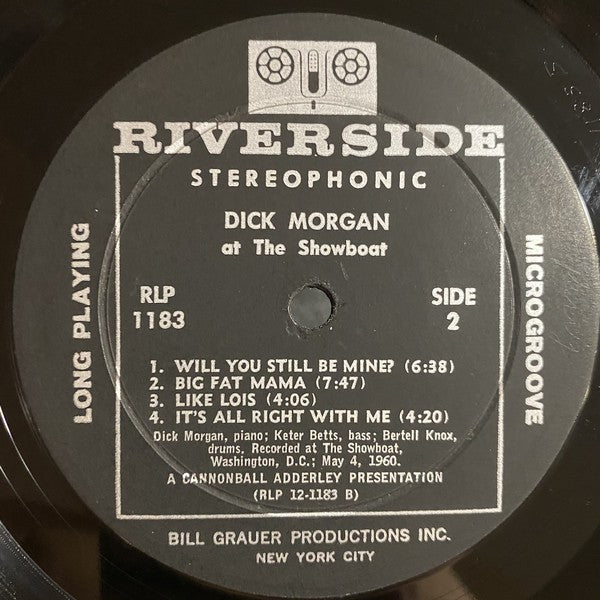 RIVERSIDE
STEREOPHONIC
DICK MORGAN
at The Showboat
LONG PLAYING
MICROGROOVE
RLP
1183
SIDE
2
1. WILL YOU STILL BE MINE? (6:38)
2. BIG FAT MAMA (7:47)
3. LIKE LOIS (4:06)
4. IT'S ALL RIGHT WITH ME (4:20)
Dick Morgan, piano; Keter Betts, bass; Bertell Knox,
drums. Recorded at The Showboat,
Washington, D.C.; May 4, 1960.
A CANNONBALL ADDERLEY PRESENTATION
(RLP 12-1183 B)
BILL GRAUER PRODUCTIONS INC.
NEW YORK CITY